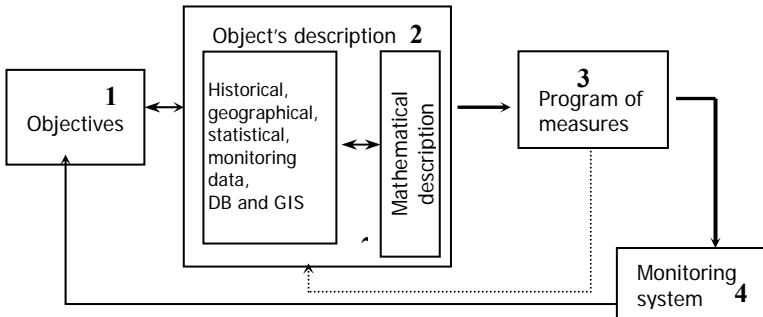 1
Objectives
Object's description 2
Historical,
geographical,
statistical,
monitoring
data,
DB and GIS
Mathematical
description
3
Program of
measures
Monitoring
system 4